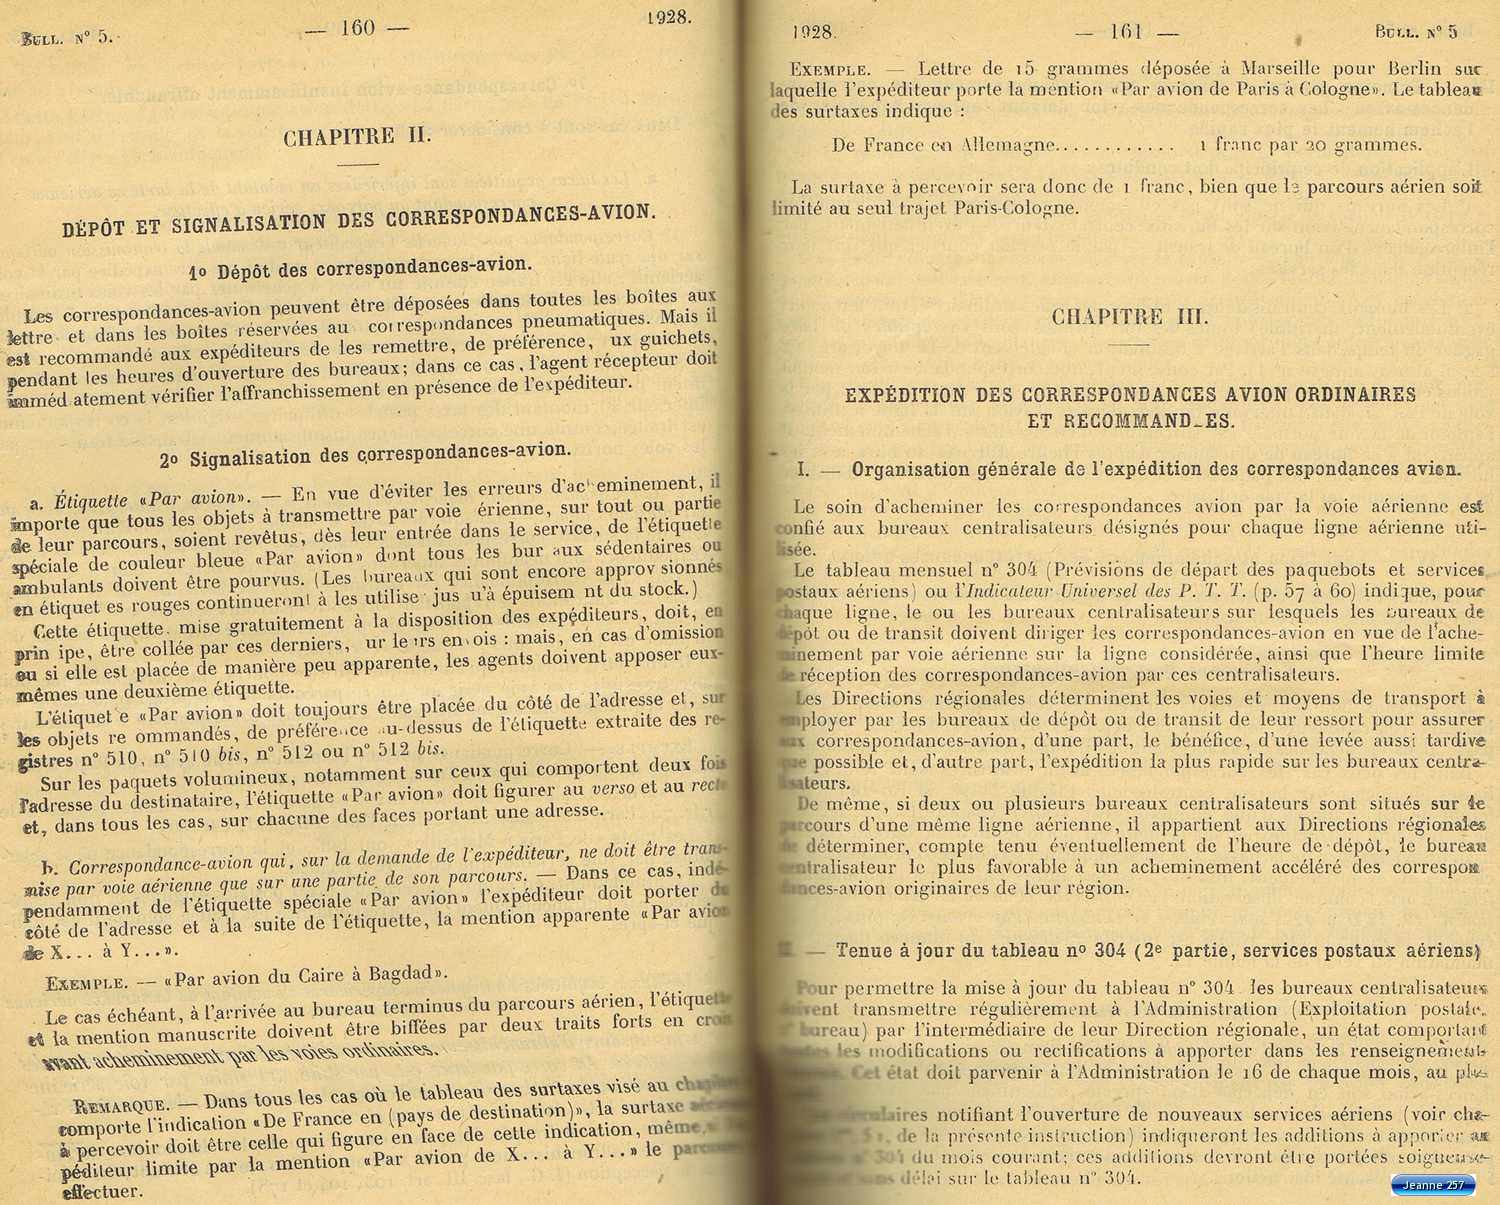 BULL. N° 5.
— 160 —
1928.
CHAPITRE II.
DÉPÔT ET SIGNALISATION DES CORRESPONDANCES-AVION.
1° Dépôt des correspondances-avion.
Les correspondances-avion peuvent être déposées dans toutes les boîtes aux
lettre et dans les boîtes réservées au correspondances pneumatiques. Mais il
est recommandé aux expéditeurs de les remettre, de préférence, ux guichets,
pendant les heures d'ouverture des bureaux; dans ce cas, l'agent récepteur doit
imméd atement vérifier l'affranchissement en présence de l'expéditeur.
2° Signalisation des correspondances-avion.
a. Étiquette «Par avion». — En vue d'éviter les erreurs d'acheminement, il
importe que tous les objets à transmettre par voie érienne, sur tout ou partie
de leur parcours, soient revêtus, dès leur entrée dans le service, de l'étiquette
spéciale de couleur bleue «Par avion» dont tous les bur aux sédentaires ou
ambulants doivent être pourvus. (Les bureaux qui sont encore approv sionnés
en étiquet es rouges continueront à les utilise jus u'à épuisem nt du stock.)
Cette étiquette, mise gratuitement à la disposition des expéditeurs, doit, en
prin ipe, être collée par ces derniers, ur leurs envois : mais, en cas d'omission
ou si elle est placée de manière peu apparente, les agents doivent apposer eux-
mêmes une deuxième étiquette.
L'étiquet e «Par avion» doit toujours être placée du côté de l'adresse et, sur
les objets re ommandés, de préférence au-dessus de l'étiquette extraite des re-
gistres n° 510, n° 510 bis, n° 512 ou n° 512 bis.
Sur les paquets volumineux, notamment sur ceux qui comportent deux fois
l'adresse du destinataire, l'étiquette «Par avion» doit figurer au verso et au recto
et, dans tous les cas, sur chacune des faces portant une adresse.
b. Correspondance-avion qui, sur la demande de l'expéditeur, ne doit être trans-
mise par voie aérienne que sur une partie de son parcours. — Dans ce cas, indé-
pendamment de l'étiquette spéciale «Par avion» l'expéditeur doit porter du
côté de l'adresse et à la suite de l'étiquette, la mention apparente «Par avion
de X... à Y...».
EXEMPLE. — «Par avion du Caire à Bagdad».
Le cas échéant, à l'arrivée au bureau terminus du parcours aérien, l'étiquette
et la mention manuscrite doivent être biffées par deux traits forts en croix
avant acheminement par les voies ordinaires.
REMARQUE. — Dans tous les cas où le tableau des surtaxes visé au chapitre
comporte l'indication «De France en (pays de destination)», la surtaxe
à percevoir doit être celle qui figure en face de cette indication, même
péditeur limite par la mention «Par avion de X... à Y...» le parcours
effectuer.
1928.
— 161 —
BULL. N° 5
EXEMPLE. — Lettre de 15 grammes déposée à Marseille pour Berlin sur
laquelle l'expéditeur porte la mention «Par avion de Paris à Cologne». Le tableau
des surtaxes indique :
De France en Allemagne............ 1 franc par 20 grammes.
La surtaxe à percevoir sera donc de 1 franc, bien que le parcours aérien soit
limité au seul trajet Paris-Cologne.
CHAPITRE III.
EXPÉDITION DES CORRESPONDANCES AVION ORDINAIRES
ET RECOMMAND_ES.
I. — Organisation générale de l'expédition des correspondances avion.
Le soin d'acheminer les correspondances avion par la voie aérienne est
confié aux bureaux centralisateurs désignés pour chaque ligne aérienne uti-
lisée.
Le tableau mensuel n° 304 (Prévisions de départ des paquebots et services
postaux aériens) ou l'Indicateur Universel des P. T. T. (p. 57 à 60) indique, pour
chaque ligne, le ou les bureaux centralisateurs sur lesquels les bureaux de
dépôt ou de transit doivent diriger les correspondances-avion en vue de l'ache-
minement par voie aérienne sur la ligne considérée, ainsi que l'heure limite
de réception des correspondances-avion par ces centralisateurs.
Les Directions régionales déterminent les voies et moyens de transport à
employer par les bureaux de dépôt ou de transit de leur ressort pour assurer
aux correspondances-avion, d'une part, le bénéfice, d'une levée aussi tardive
que possible et, d'autre part, l'expédition la plus rapide sur les bureaux centra-
lisateurs.
De même, si deux ou plusieurs bureaux centralisateurs sont situés sur le
parcours d'une même ligne aérienne, il appartient aux Directions régionales
de déterminer, compte tenu éventuellement de l'heure de dépôt, le bureau
centralisateur le plus favorable à un acheminement accéléré des correspon
dances-avion originaires de leur région.
— Tenue à jour du tableau n° 304 (2e partie, services postaux aériens)
Pour permettre la mise à jour du tableau n° 304 les bureaux centralisateurs
doivent transmettre régulièrement à l'Administration (Exploitation postale,
bureau) par l'intermédiaire de leur Direction régionale, un état comportant
toutes les modifications ou rectifications à apporter dans les renseignements
Cet état doit parvenir à l'Administration le 16 de chaque mois, au plus
circulaires notifiant l'ouverture de nouveaux services aériens (voir cha-
de la présente instruction) indiqueront les additions à apporter au
n° 304 du mois courant; ces additions devront être portées soigneuse-
délai sur le tableau n° 304.
Jeanne 257